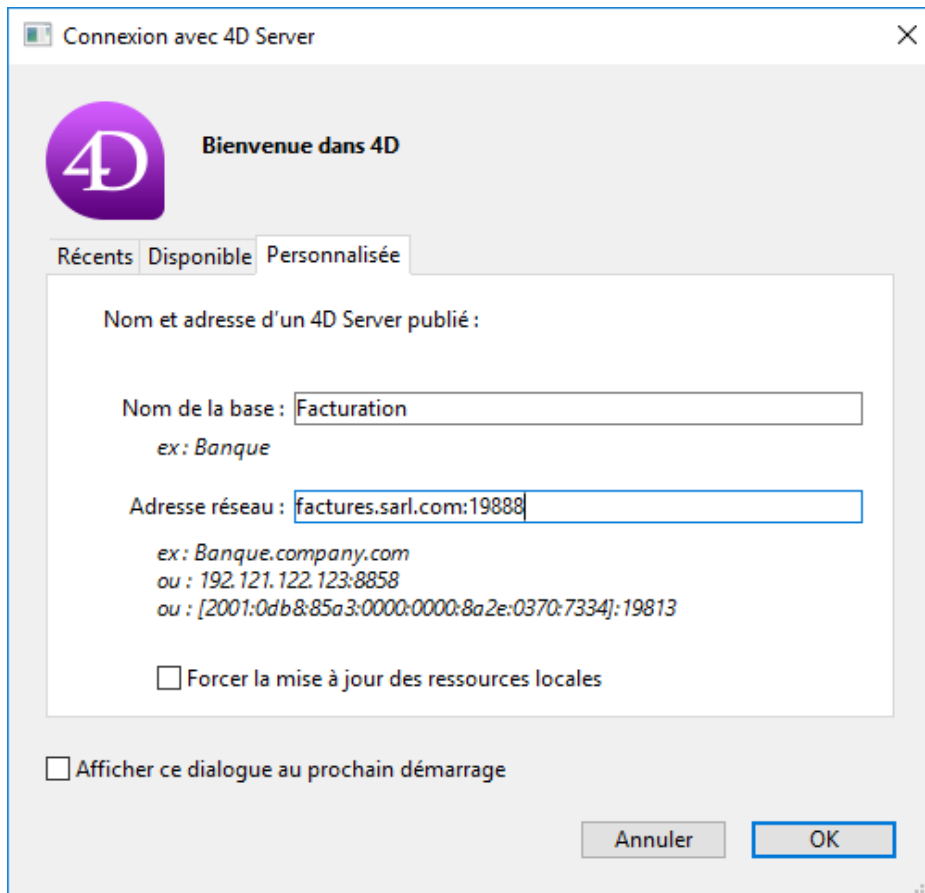 Connexion avec 4D Server
4D
Bienvenue dans 4D
Récents Disponible Personnalisée
Nom et adresse d'un 4D Server publié :
Nom de la base : Facturation
ex : Banque
Adresse réseau : factures.sarl.com:19888
ex : Banque.company.com
ou : 192.121.122.123:8858
ou : [2001:0db8:85a3:0000:0000:8a2e:0370:7334]:19813
Forcer la mise à jour des ressources locales
Afficher ce dialogue au prochain démarrage
Annuler OK